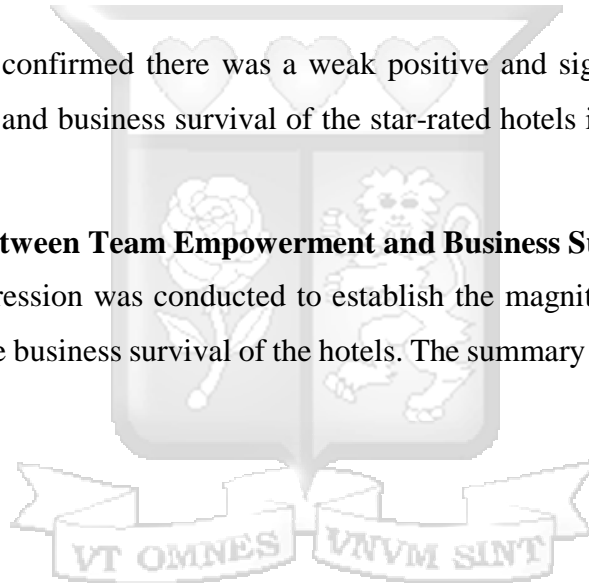 confirmed there was a weak positive and sig
and business survival of the star-rated hotels i
tween Team Empowerment and Business Su
ression was conducted to establish the magnit
e business survival of the hotels. The summary
VT OMNES VNVM SINT